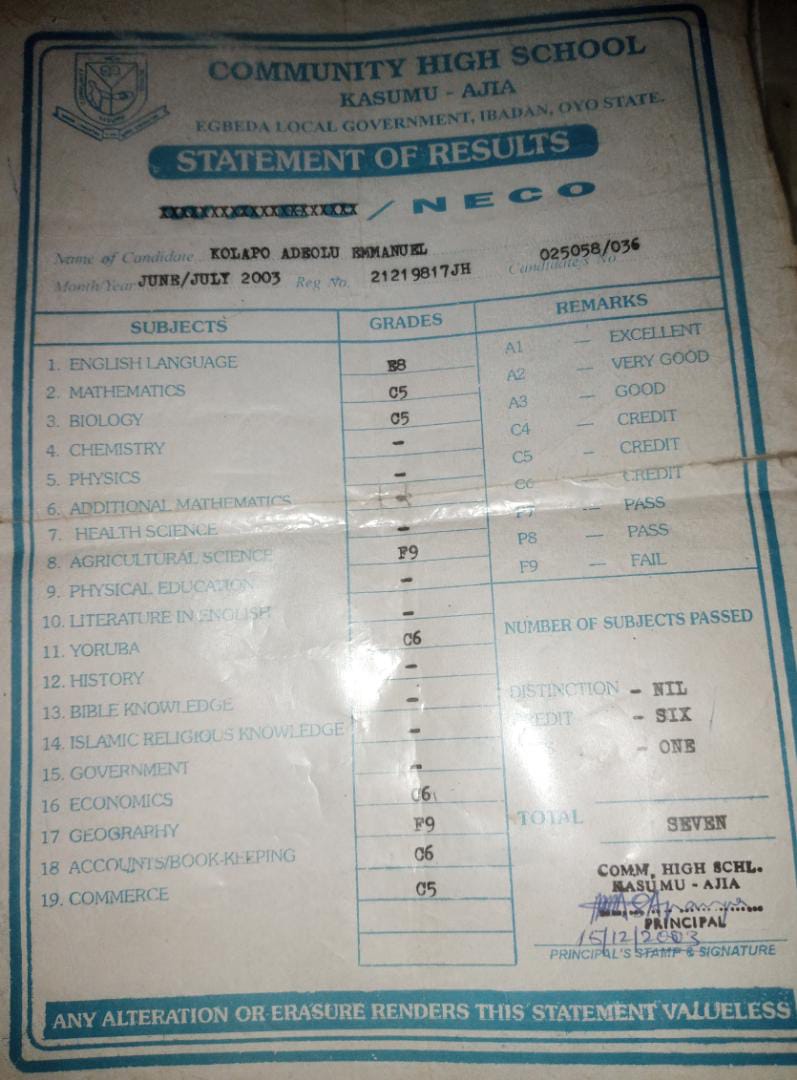 COMMUNITY HIGH SCHOOL
KASUMU - AJIA
EGBEDA LOCAL GOVERNMENT, IBADAN, OYO STATE.
STATEMENT OF RESULTS
/ NECO
Name of Candidate KOLAPO ADEOLU EMMANUEL
Month/Year JUNE/JULY 2003 Reg No. 21219817JH Candidate's No 025058/036
SUBJECTS GRADES REMARKS
1. ENGLISH LANGUAGE E8
2. MATHEMATICS C5
3. BIOLOGY C5
4. CHEMISTRY -
5. PHYSICS -
6. ADDITIONAL MATHEMATICS -
7. HEALTH SCIENCE -
8. AGRICULTURAL SCIENCE F9
9. PHYSICAL EDUCATION -
10. LITERATURE IN ENGLISH -
11. YORUBA C6
12. HISTORY -
13. BIBLE KNOWLEDGE -
14. ISLAMIC RELIGIOUS KNOWLEDGE -
15. GOVERNMENT -
16 ECONOMICS C6
17 GEOGRAPHY F9
18 ACCOUNTS/BOOK-KEEPING C6
19. COMMERCE C5
A1 — EXCELLENT
A2 — VERY GOOD
A3 — GOOD
C4 — CREDIT
C5 — CREDIT
C6 — CREDIT
P7 — PASS
P8 — PASS
F9 — FAIL
NUMBER OF SUBJECTS PASSED
DISTINCTION - NIL
CREDIT - SIX
- ONE
TOTAL SEVEN
COMM, HIGH SCHL.
KASUMU - AJIA
PRINCIPAL
15/12/2003
PRINCIPAL'S STAMP & SIGNATURE
ANY ALTERATION OR ERASURE RENDERS THIS STATEMENT VALUELESS